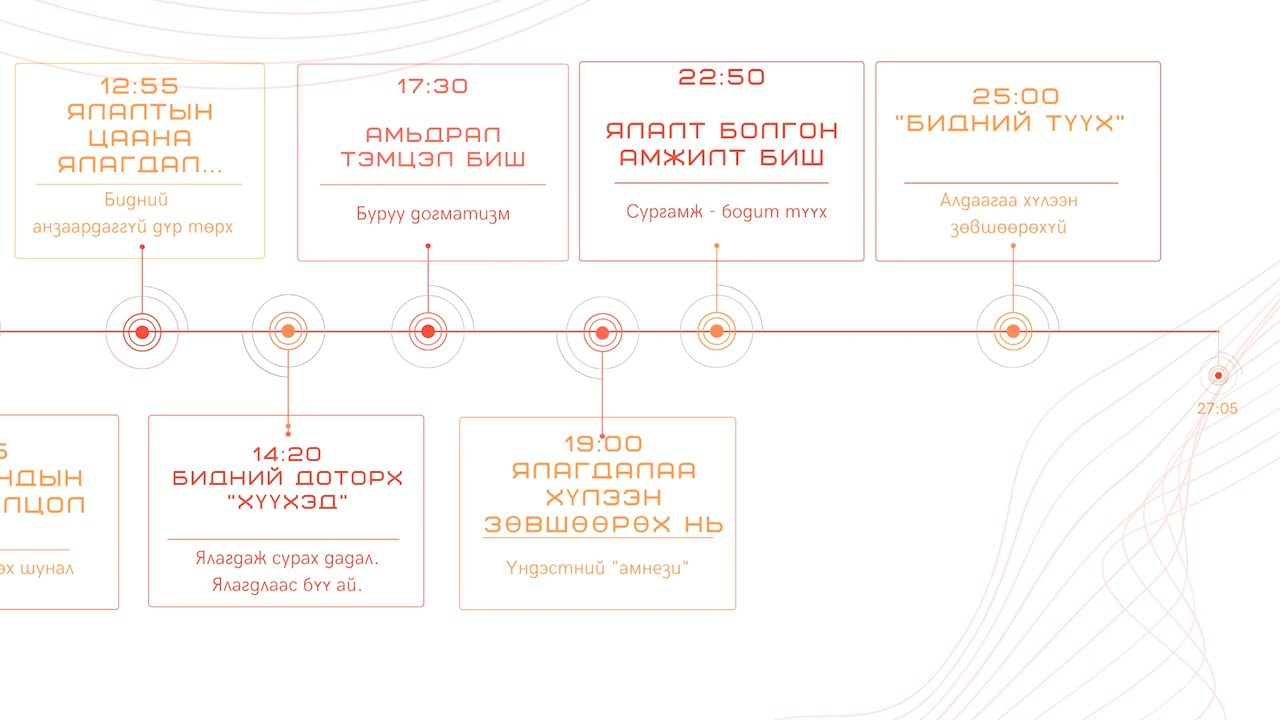 12:55
ЯЛАЛТЫН
ЦААНА
ЯЛАГДАЛ...
Бидний
анзаардаггүй дүр төрх
17:30
АМЬДРАЛ
ТЭМЦЭЛ БИШ
Буруу догматизм
22:50
ЯЛАЛТ БОЛГОН
АМЖИЛТ БИШ
Сургамж - бодит түүх
25:00
"БИДНИЙ ТҮҮХ"
Алдаагаа хүлээн
зөвшөөрөхүй
27:05
14:20
БИДНИЙ ДОТОРХ
"ХҮҮХЭД"
Ялагдаж сурах дадал.
Ялагдлаас бүү ай.
19:00
ЯЛАГДАЛАА
ХҮЛЭЭН
ЗӨВШӨӨРӨХ НЬ
Үндэстний "амнези"
шунал